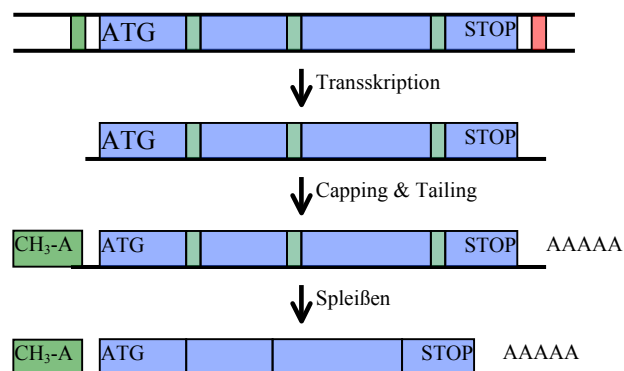 ATG STOP
Transskription
ATG STOP
Capping & Tailing
CH₃-A ATG STOP AAAAA
Spleißen
CH₃-A ATG STOP AAAAA